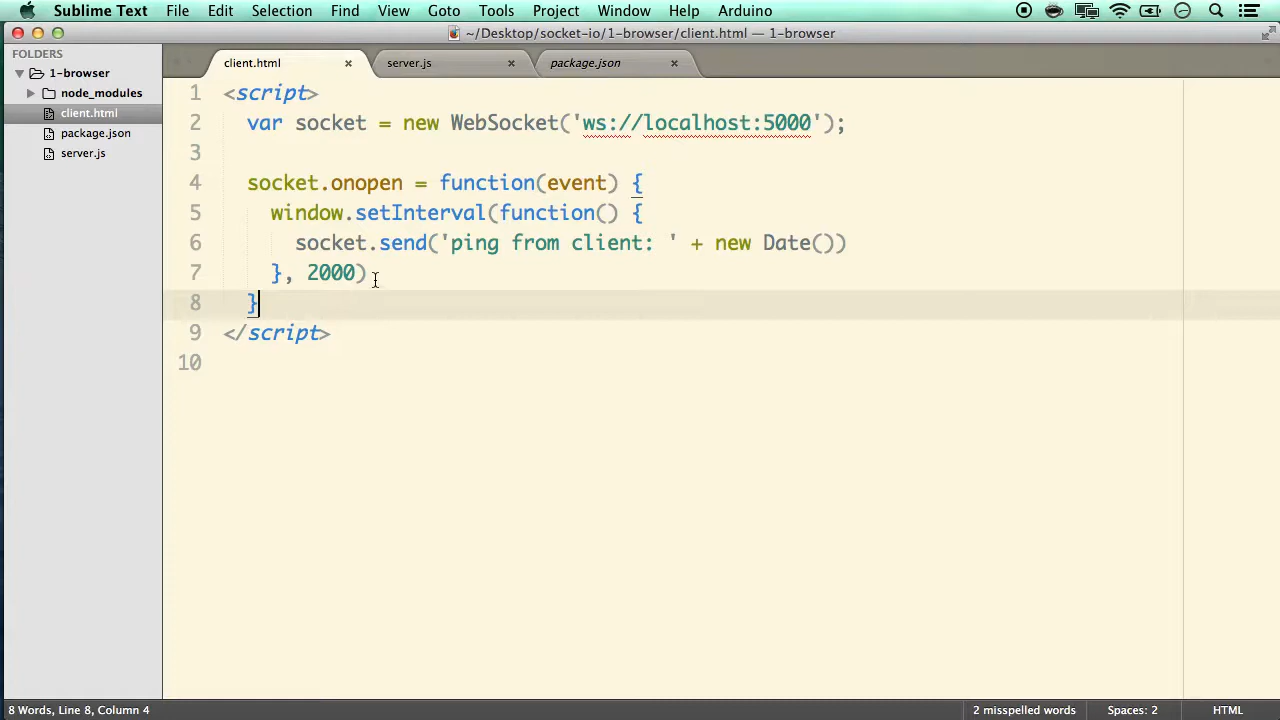 Sublime Text File Edit Selection Find View Goto Tools Project Window Help Arduino
~/Desktop/socket-io/1-browser/client.html — 1-browser
FOLDERS
1-browser
node_modules
client.html
package.json
server.js
client.html × server.js × package.json ×
1 <script>
2   var socket = new WebSocket('ws://localhost:5000');
3
4   socket.onopen = function(event) {
5     window.setInterval(function() {
6       socket.send('ping from client: ' + new Date())
7     }, 2000)
8   }
9 </script>
10
8 Words, Line 8, Column 4 2 misspelled words Spaces: 2 HTML